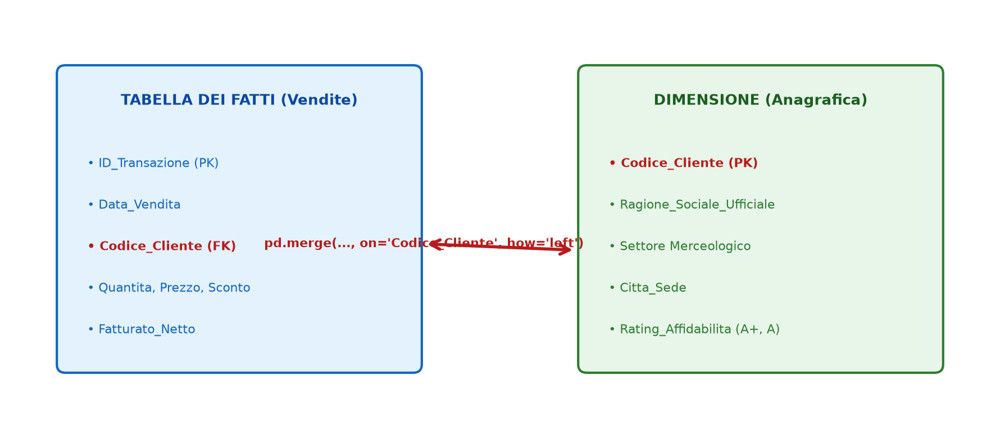 TABELLA DEI FATTI (Vendite)
• ID_Transazione (PK)
• Data_Vendita
• Codice_Cliente (FK)
• Quantita, Prezzo, Sconto
• Fatturato_Netto
pd.merge(..., on='Codice_Cliente', how='left')
DIMENSIONE (Anagrafica)
• Codice_Cliente (PK)
• Ragione_Sociale_Ufficiale
• Settore Merceologico
• Citta_Sede
• Rating_Affidabilita (A+, A)